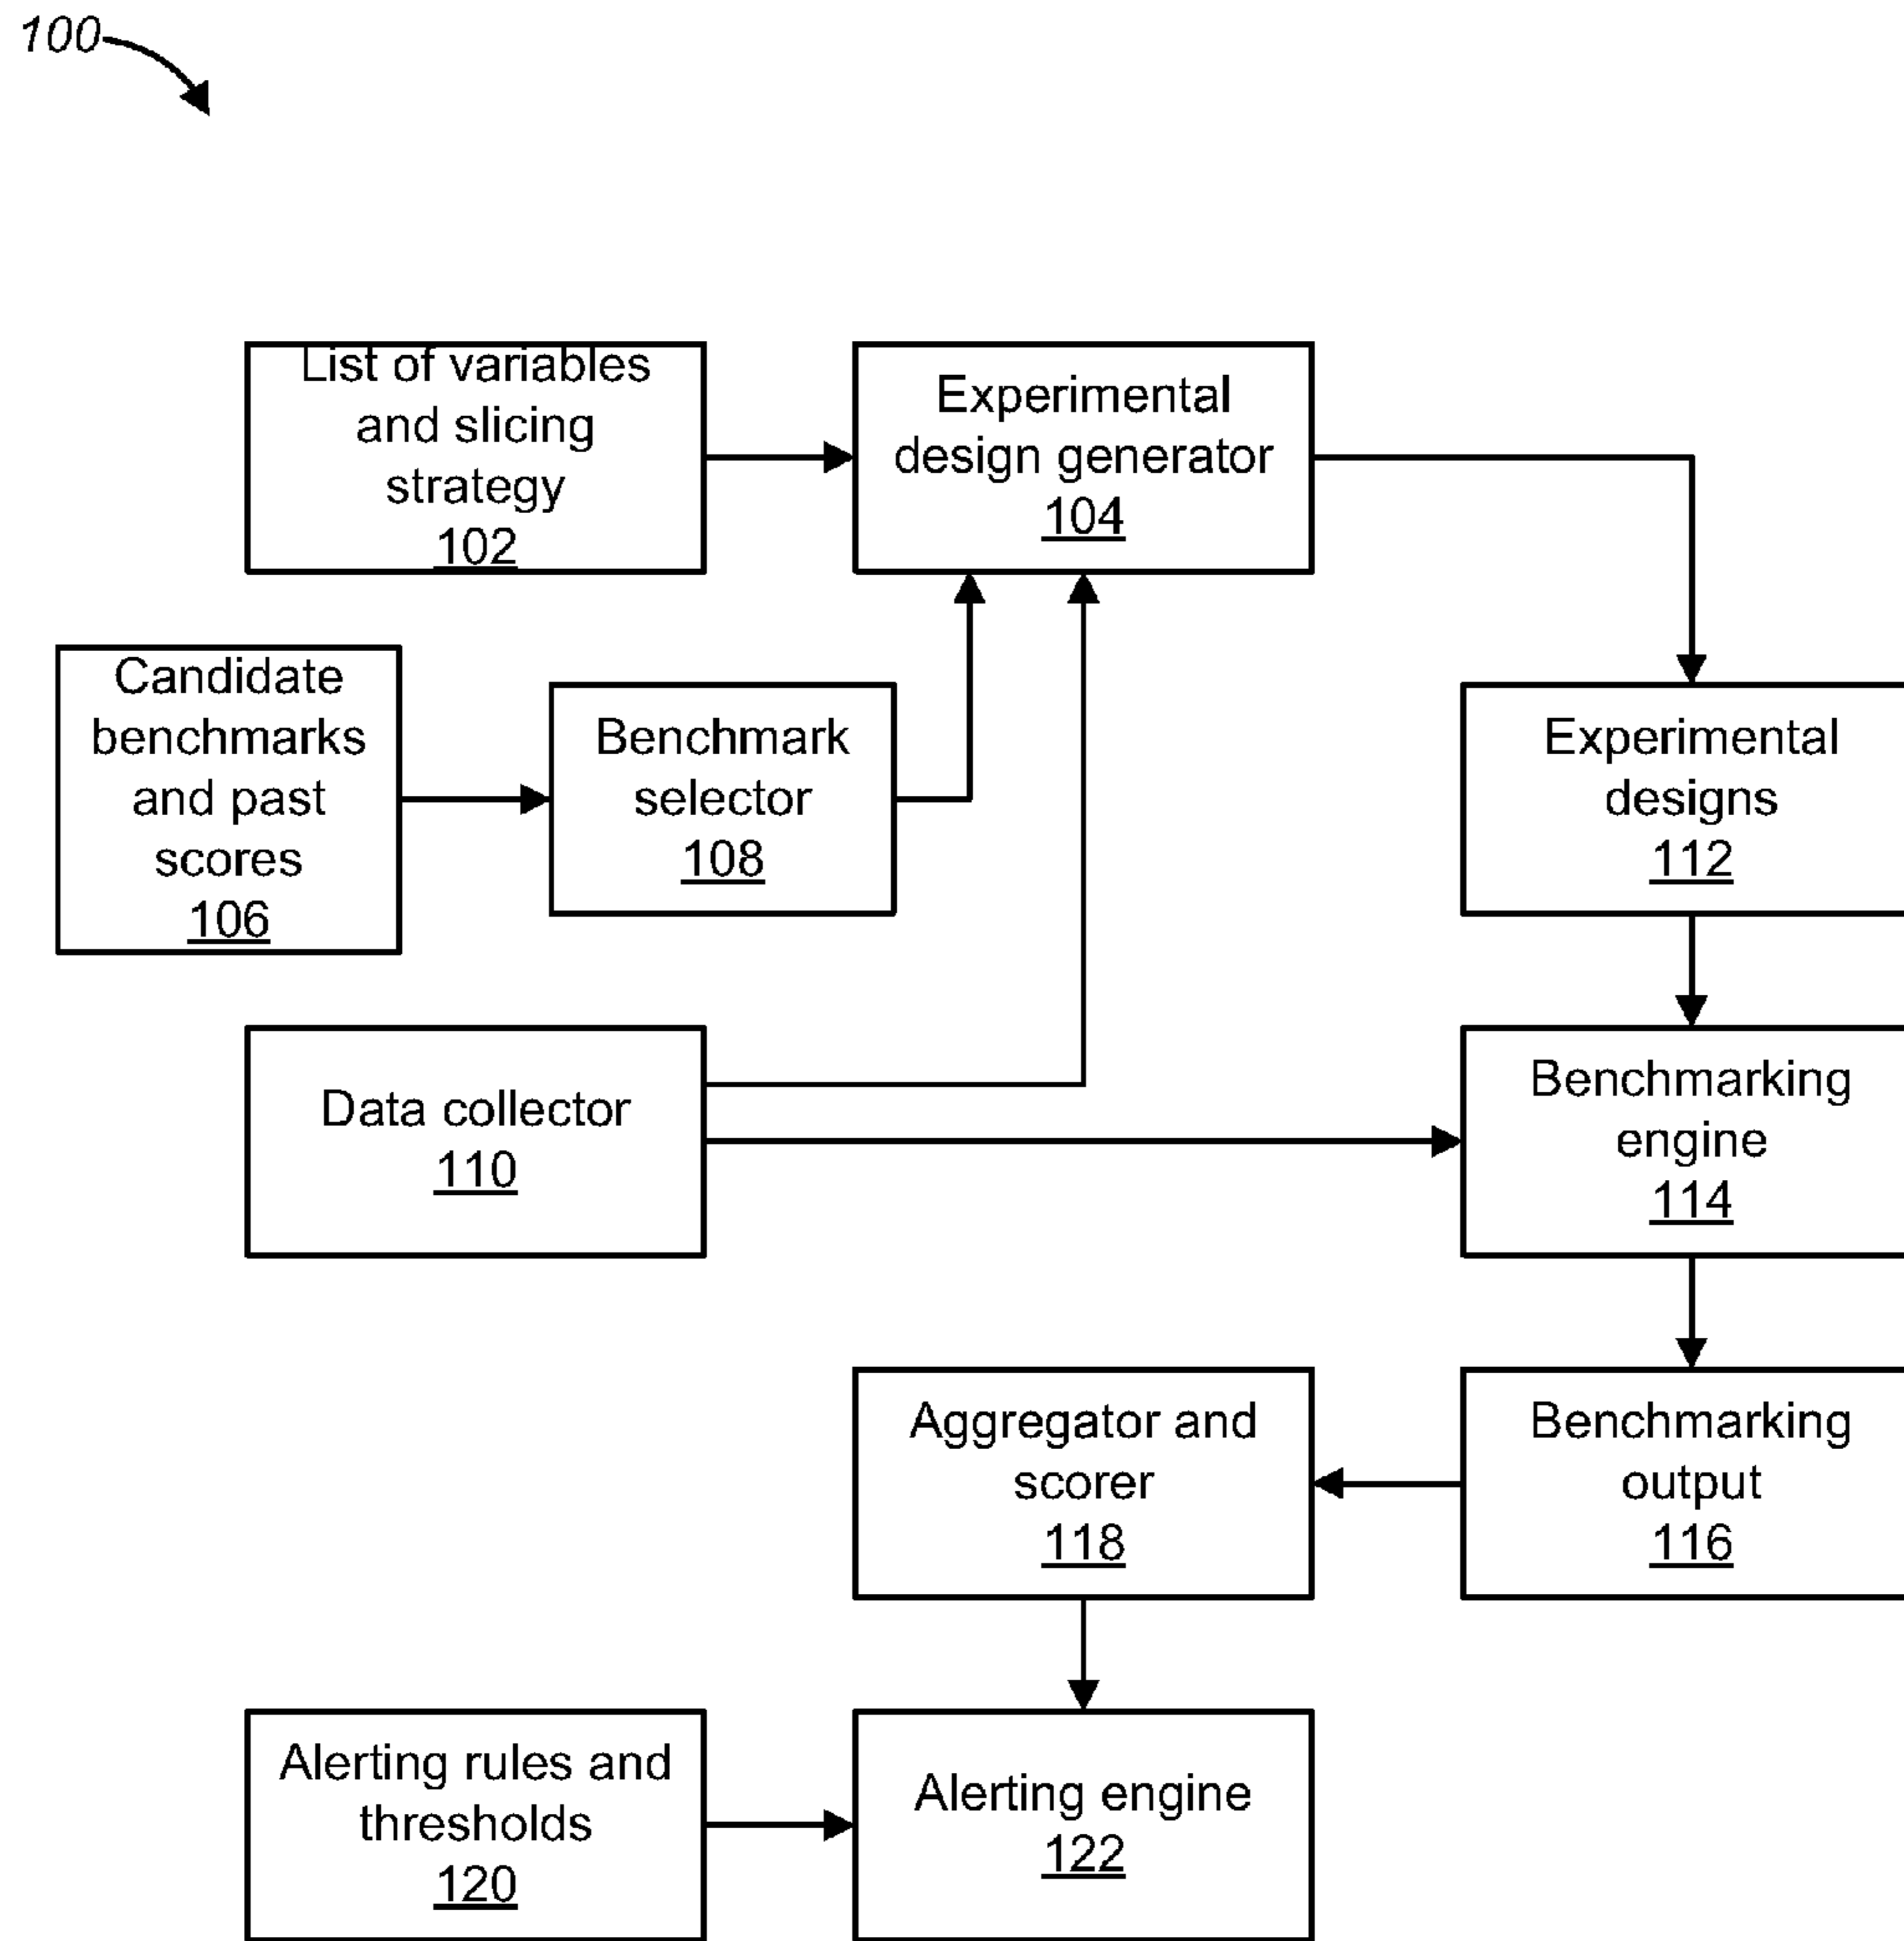 100
List of variables
and slicing
strategy
102
Experimental
design generator
104
Candidate
benchmarks
and past
scores
106
Benchmark
selector
108
Experimental
designs
112
Data collector
110
Benchmarking
engine
114
Aggregator and
scorer
118
Benchmarking
output
116
Alerting rules and
thresholds
120
Alerting engine
122